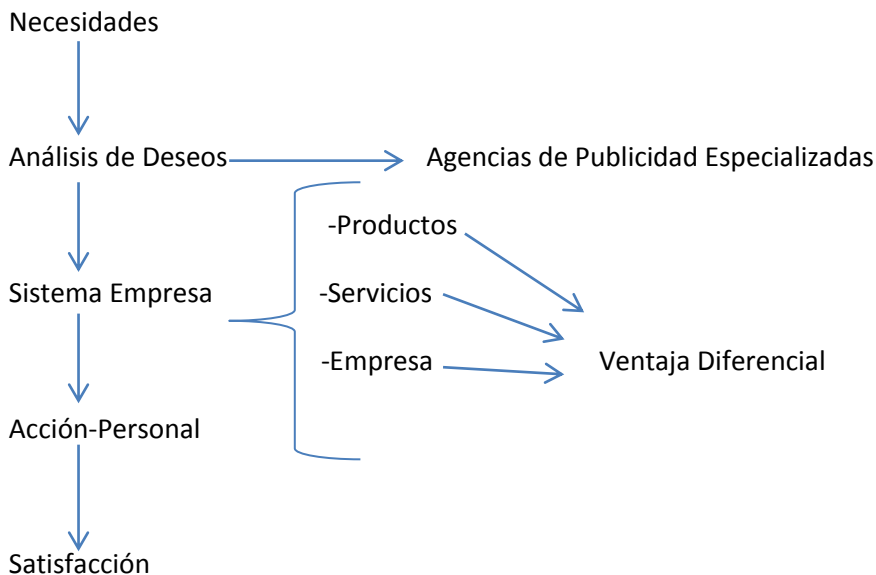 Necesidades
Análisis de Deseos
Agencias de Publicidad Especializadas
-Productos
Sistema Empresa
-Servicios
-Empresa
Ventaja Diferencial
Acción-Personal
Satisfacción